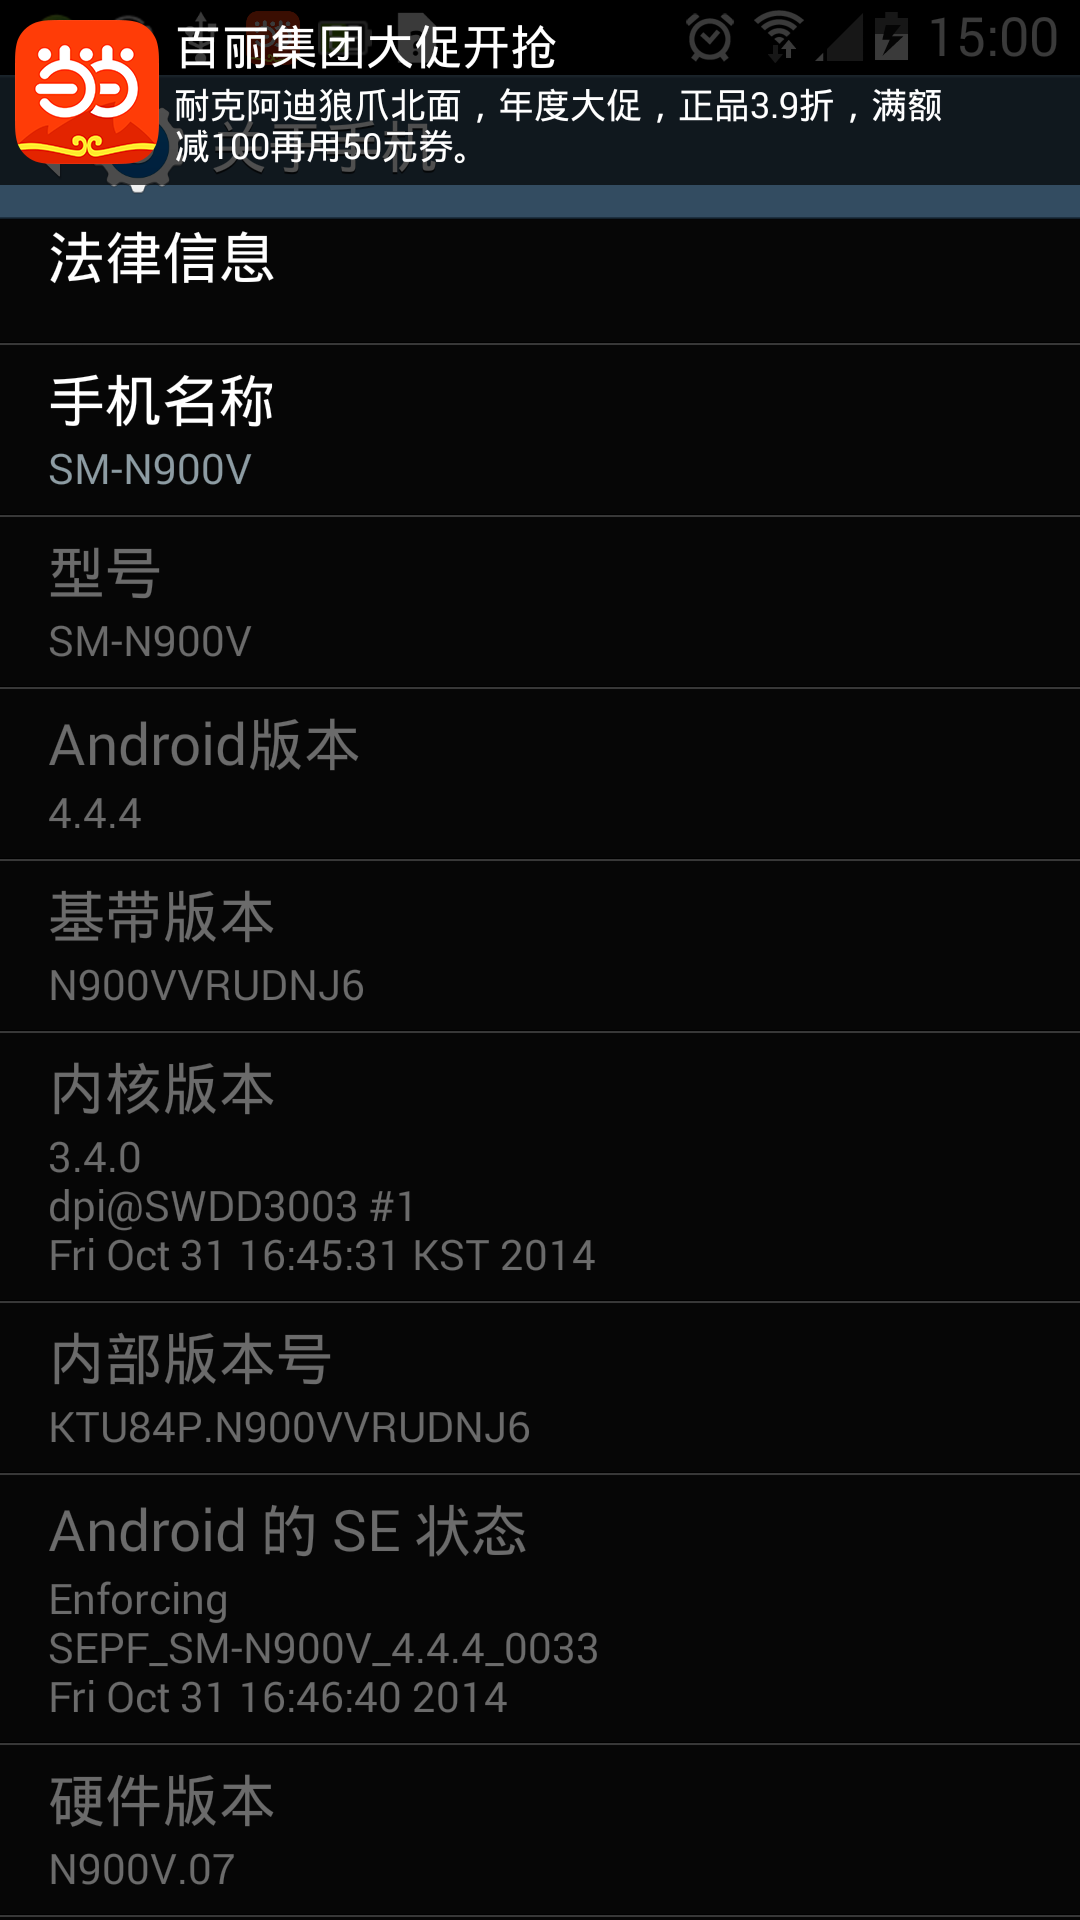 百丽集团大促开抢
15:00
耐克阿迪狼爪北面，年度大促，正品3.9折，满额
减100再用50元券。
关于手机
法律信息
手机名称
SM-N900V
型号
SM-N900V
Android版本
4.4.4
基带版本
N900VVRUDNJ6
内核版本
3.4.0
dpi@SWDD3003 #1
Fri Oct 31 16:45:31 KST 2014
内部版本号
KTU84P.N900VVRUDNJ6
Android 的 SE 状态
Enforcing
SEPF_SM-N900V_4.4.4_0033
Fri Oct 31 16:46:40 2014
硬件版本
N900V.07